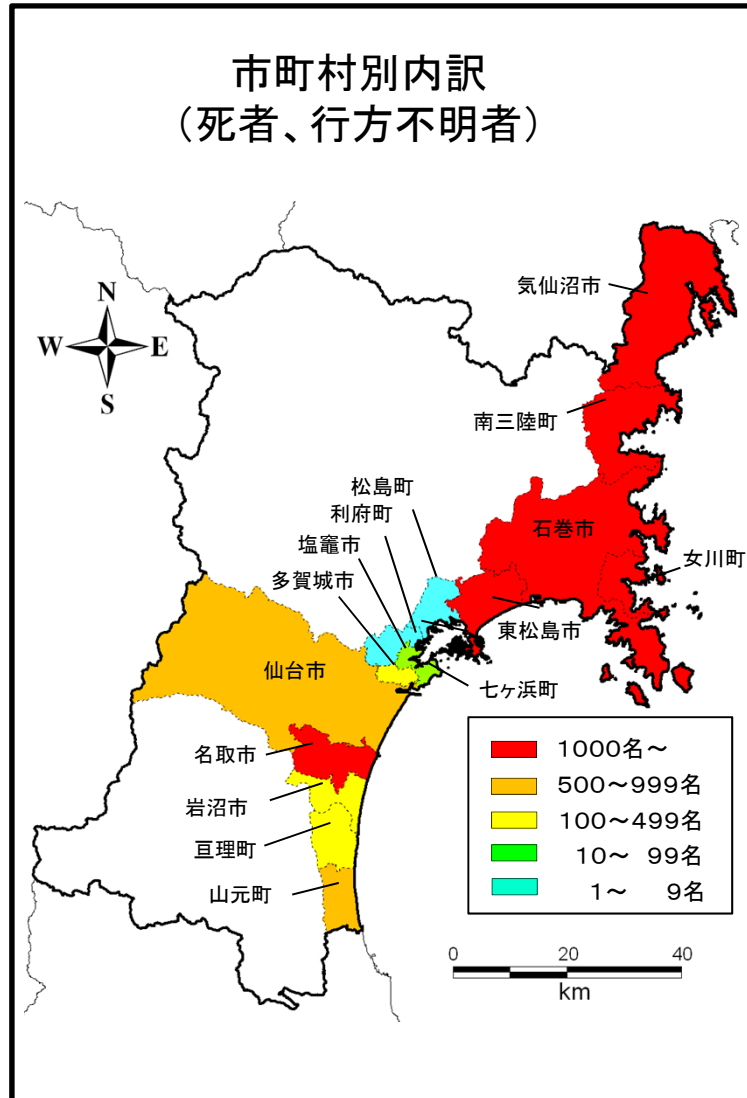 市町村別内訳
（死者、行方不明者）
気仙沼市
N
W
E
S
南三陸町
松島町
利府町
塩竈市
多賀城市
石巻市
女川町
東松島市
仙台市
七ヶ浜町
名取市
岩沼市
亘理町
山元町
1000名～
500～999名
100～499名
10～ 99名
1～ 9名
0 20 40
km